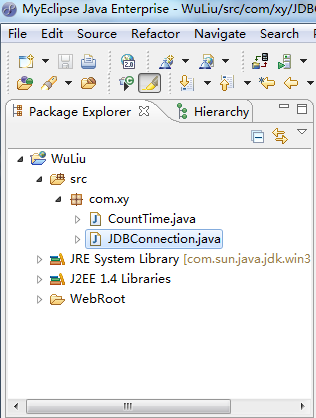 MyEclipse Java Enterprise - WuLiu/src/com/xy/JDBC
File Edit Source Refactor Navigate Search
2.0
Package Explorer Hierarchy
WuLiu
src
com.xy
CountTime.java
JDBConnection.java
JRE System Library [com.sun.java.jdk.win3
J2EE 1.4 Libraries
WebRoot